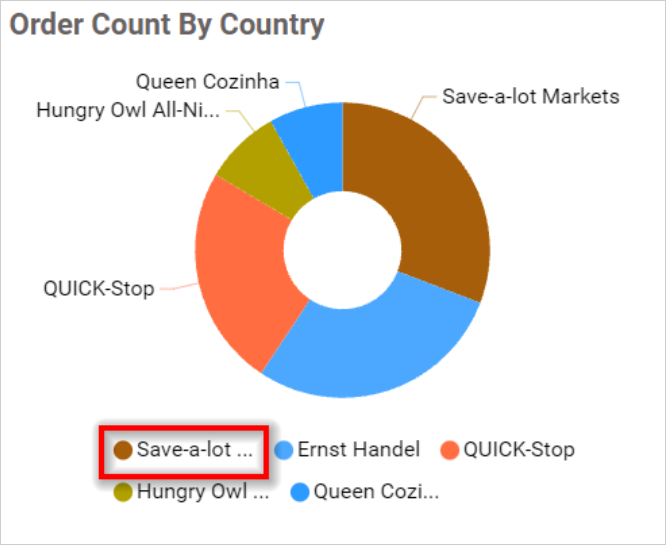 Order Count By Country
Queen Cozinha
Save-a-lot Markets
Hungry Owl All-Ni...
QUICK-Stop
Save-a-lot ... Ernst Handel QUICK-Stop
Hungry Owl ... Queen Cozi...